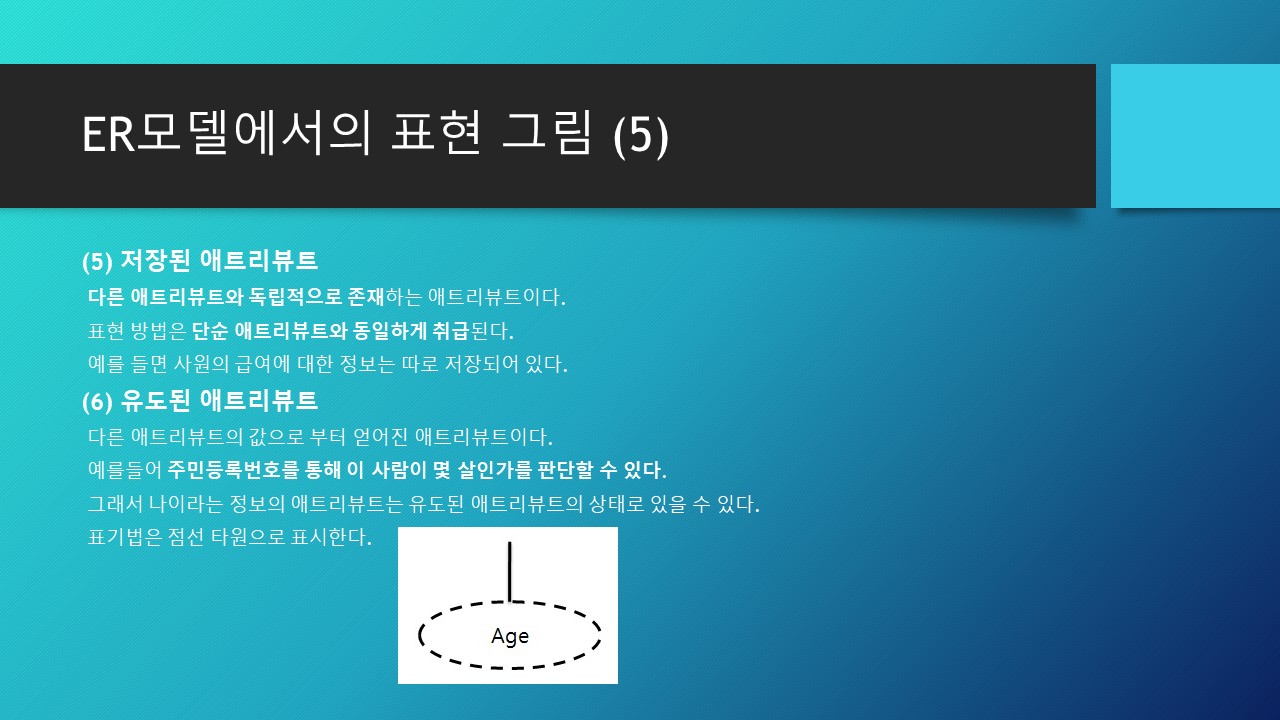 ER모델에서의 표현 그림 (5)
(5) 저장된 애트리뷰트
다른 애트리뷰트와 독립적으로 존재하는 애트리뷰트이다.
표현 방법은 단순 애트리뷰트와 동일하게 취급된다.
예를 들면 사원의 급여에 대한 정보는 따로 저장되어 있다.
(6) 유도된 애트리뷰트
다른 애트리뷰트의 값으로 부터 얻어진 애트리뷰트이다.
예를들어 주민등록번호를 통해 이 사람이 몇 살인가를 판단할 수 있다.
그래서 나이라는 정보의 애트리뷰트는 유도된 애트리뷰트의 상태로 있을 수 있다.
표기법은 점선 타원으로 표시한다.
Age